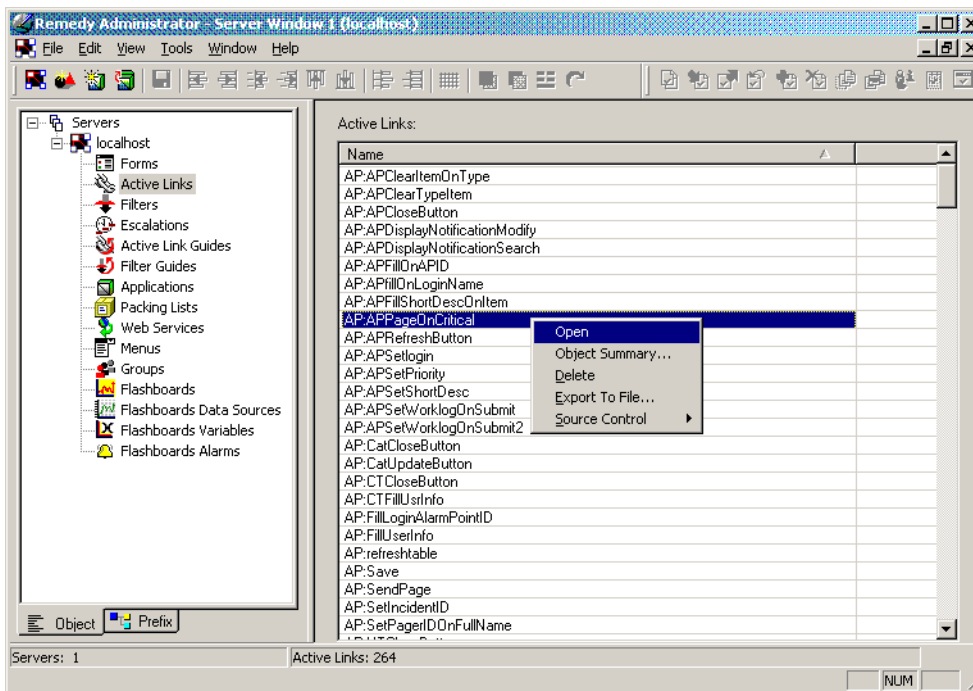 Remedy Administrator - Server Window 1 (localhost)
File Edit View Tools Window Help
Servers
localhost
Forms
Active Links
Filters
Escalations
Active Link Guides
Filter Guides
Applications
Packing Lists
Web Services
Menus
Groups
Flashboards
Flashboards Data Sources
Flashboards Variables
Flashboards Alarms
Object Prefix
Active Links:
Name
AP:APClearItemOnType
AP:APClearTypeItem
AP:APCloseButton
AP:APDisplayNotificationModify
AP:APDisplayNotificationSearch
AP:APFillOnAPID
AP:APfillOnLoginName
AP:APFillShortDescOnItem
AP:APPageOnCritical
AP:APRefreshButton
AP:APSetlogin
AP:APSetPriority
AP:APSetShortDesc
AP:APSetWorklogOnSubmit
AP:APSetWorklogOnSubmit2
AP:CatCloseButton
AP:CatUpdateButton
AP:CTCloseButton
AP:CTFillUsrInfo
AP:FillLoginAlarmPointID
AP:FillUserInfo
AP:refreshtable
AP:Save
AP:SendPage
AP:SetIncidentID
AP:SetPagerIDOnFullName
Open
Object Summary...
Delete
Export To File...
Source Control
Servers: 1
Active Links: 264
NUM